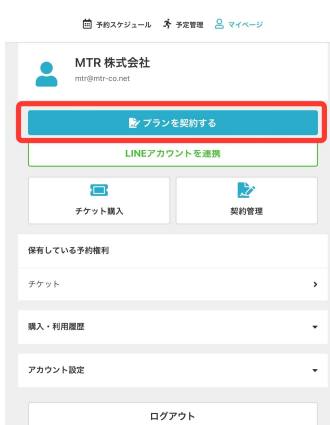 予約スケジュール 予定管理 マイページ
MTR 株式会社
mtr@mtr-co.net
プランを契約する
LINEアカウントを連携
チケット購入 契約管理
保有している予約権利
チケット
購入・利用履歴
アカウント設定
ログアウト